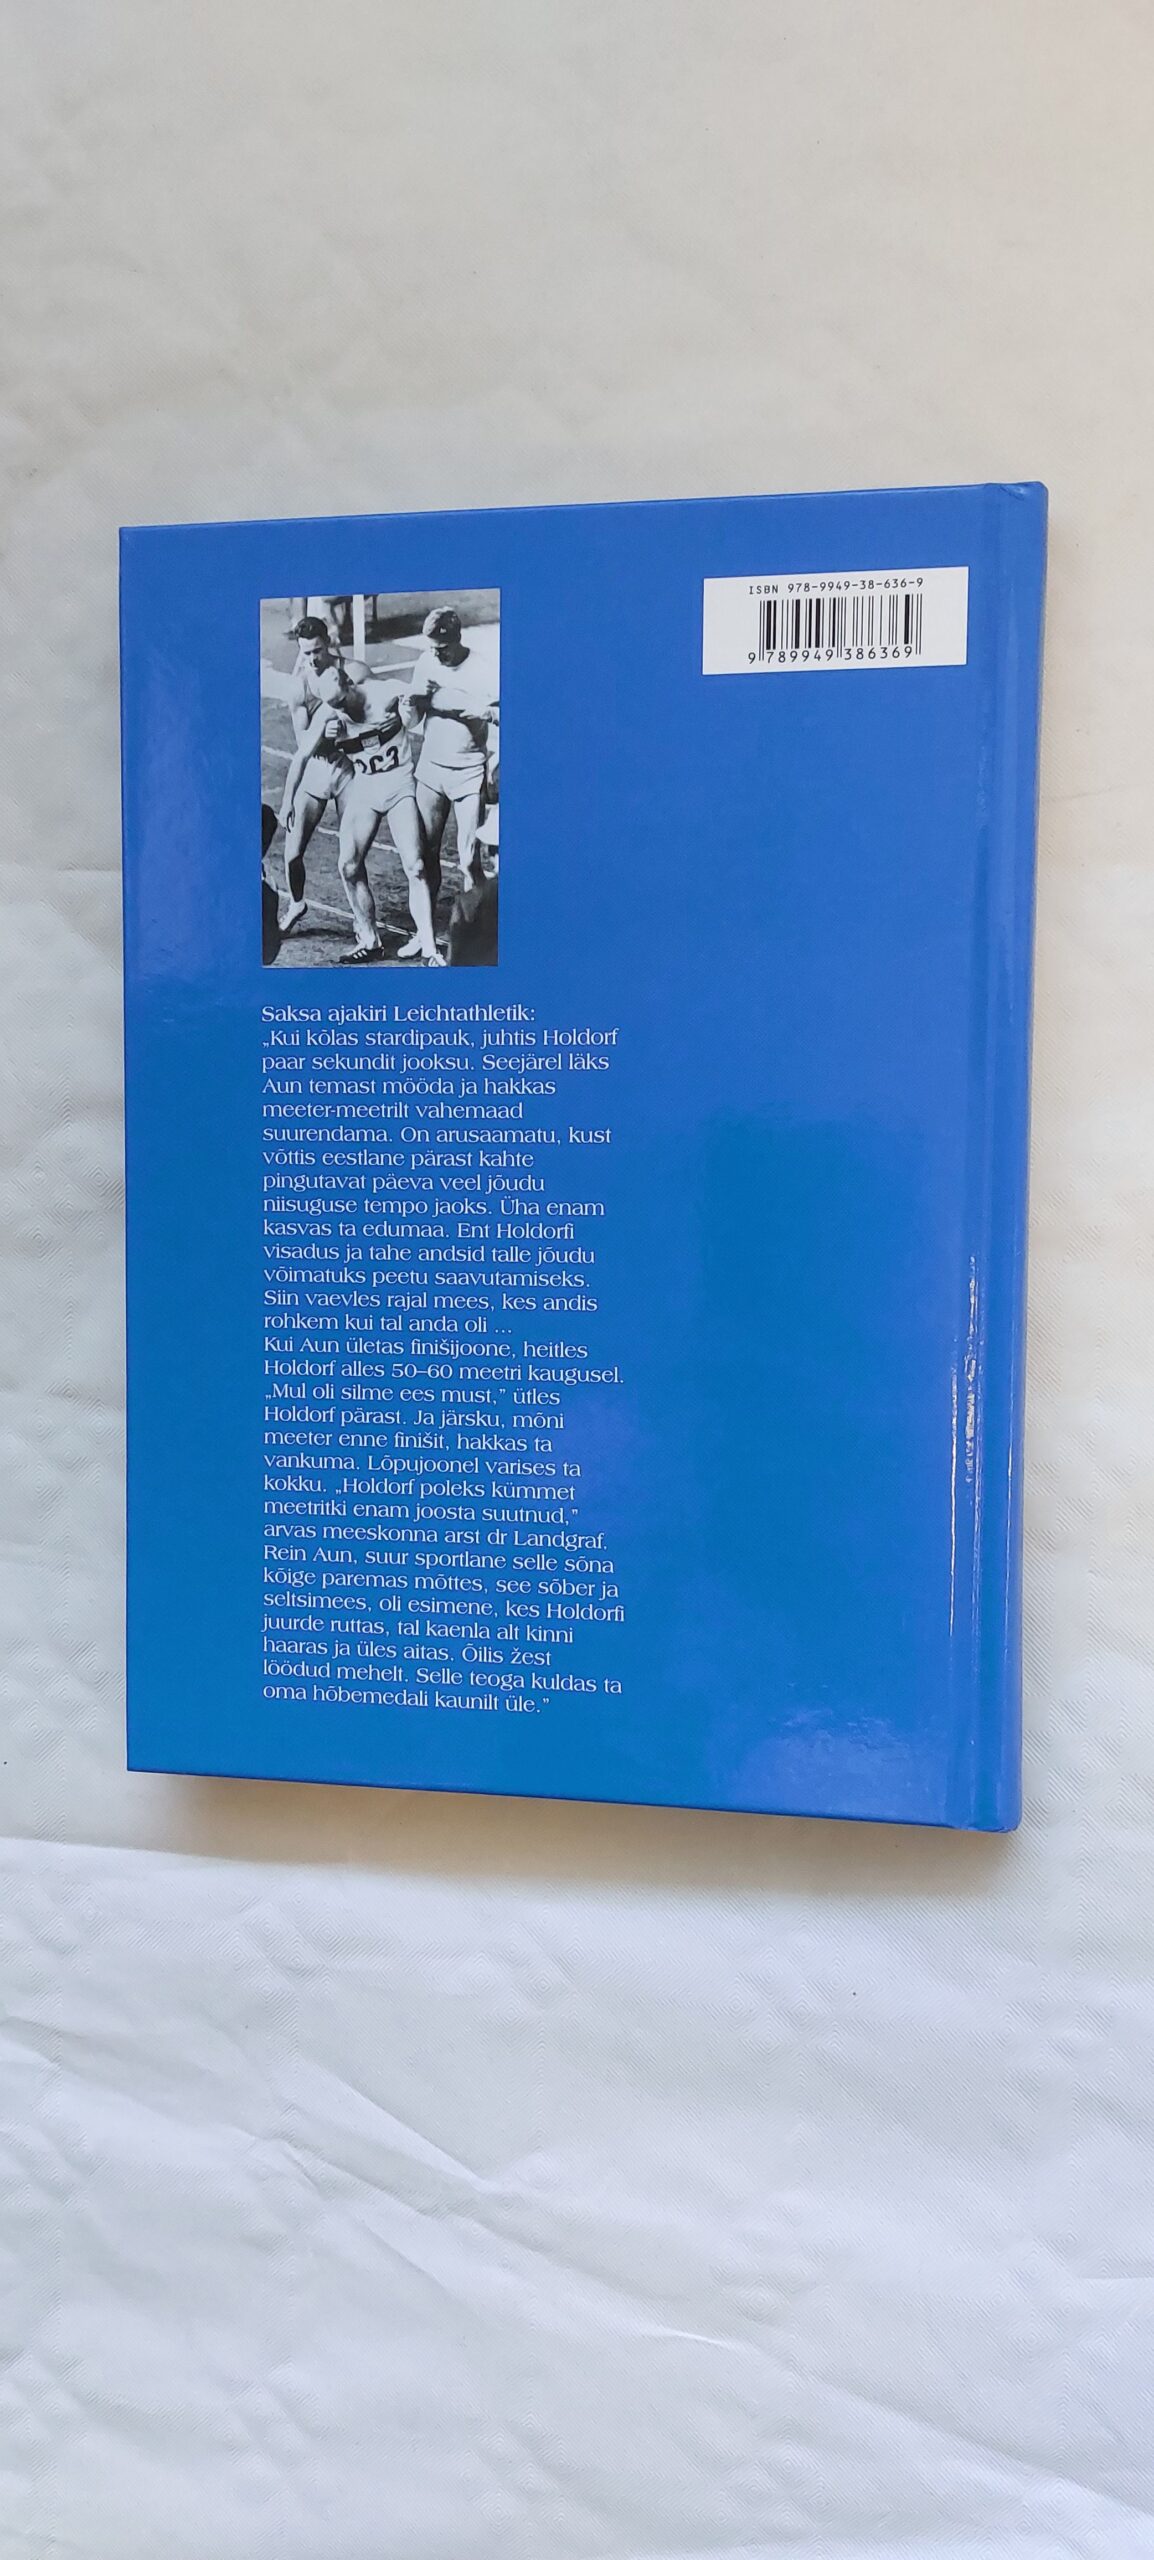 ISBN 978-9949-38-636-9
9 789949 386369
263
Saksa ajakiri Leichtathletik:
„Kui kõlas stardipauk, juhtis Holdorf
paar sekundit jooksu. Seejärel läks
Aun temast mööda ja hakkas
meeter-meetrilt vahemaad
suurendama. On arusaamatu, kust
võttis eestlane pärast kahte
pingutavat päeva veel jõudu
niisuguse tempo jaoks. Üha enam
kasvas ta edumaa. Ent Holdorfi
visadus ja tahe andsid talle jõudu
võimatuks peetu saavutamiseks.
Siin vaevles rajal mees, kes andis
rohkem kui tal anda oli ...
Kui Aun ületas finišijoone, heitles
Holdorf alles 50–60 meetri kaugusel.
„Mul oli silme ees must,” ütles
Holdorf pärast. Ja järsku, mõni
meeter enne finišit, hakkas ta
vankuma. Lõpujoonel varises ta
kokku. „Holdorf poleks kümmet
meetritki enam joosta suutnud,”
arvas meeskonna arst dr Landgraf.
Rein Aun, suur sportlane selle sõna
kõige paremas mõttes, see sõber ja
seltsimees, oli esimene, kes Holdorfi
juurde ruttas, tal kaenla alt kinni
haaras ja üles aitas. Õilis žest
löödud mehelt. Selle teoga kuldas ta
oma hõbemedali kaunilt üle.”